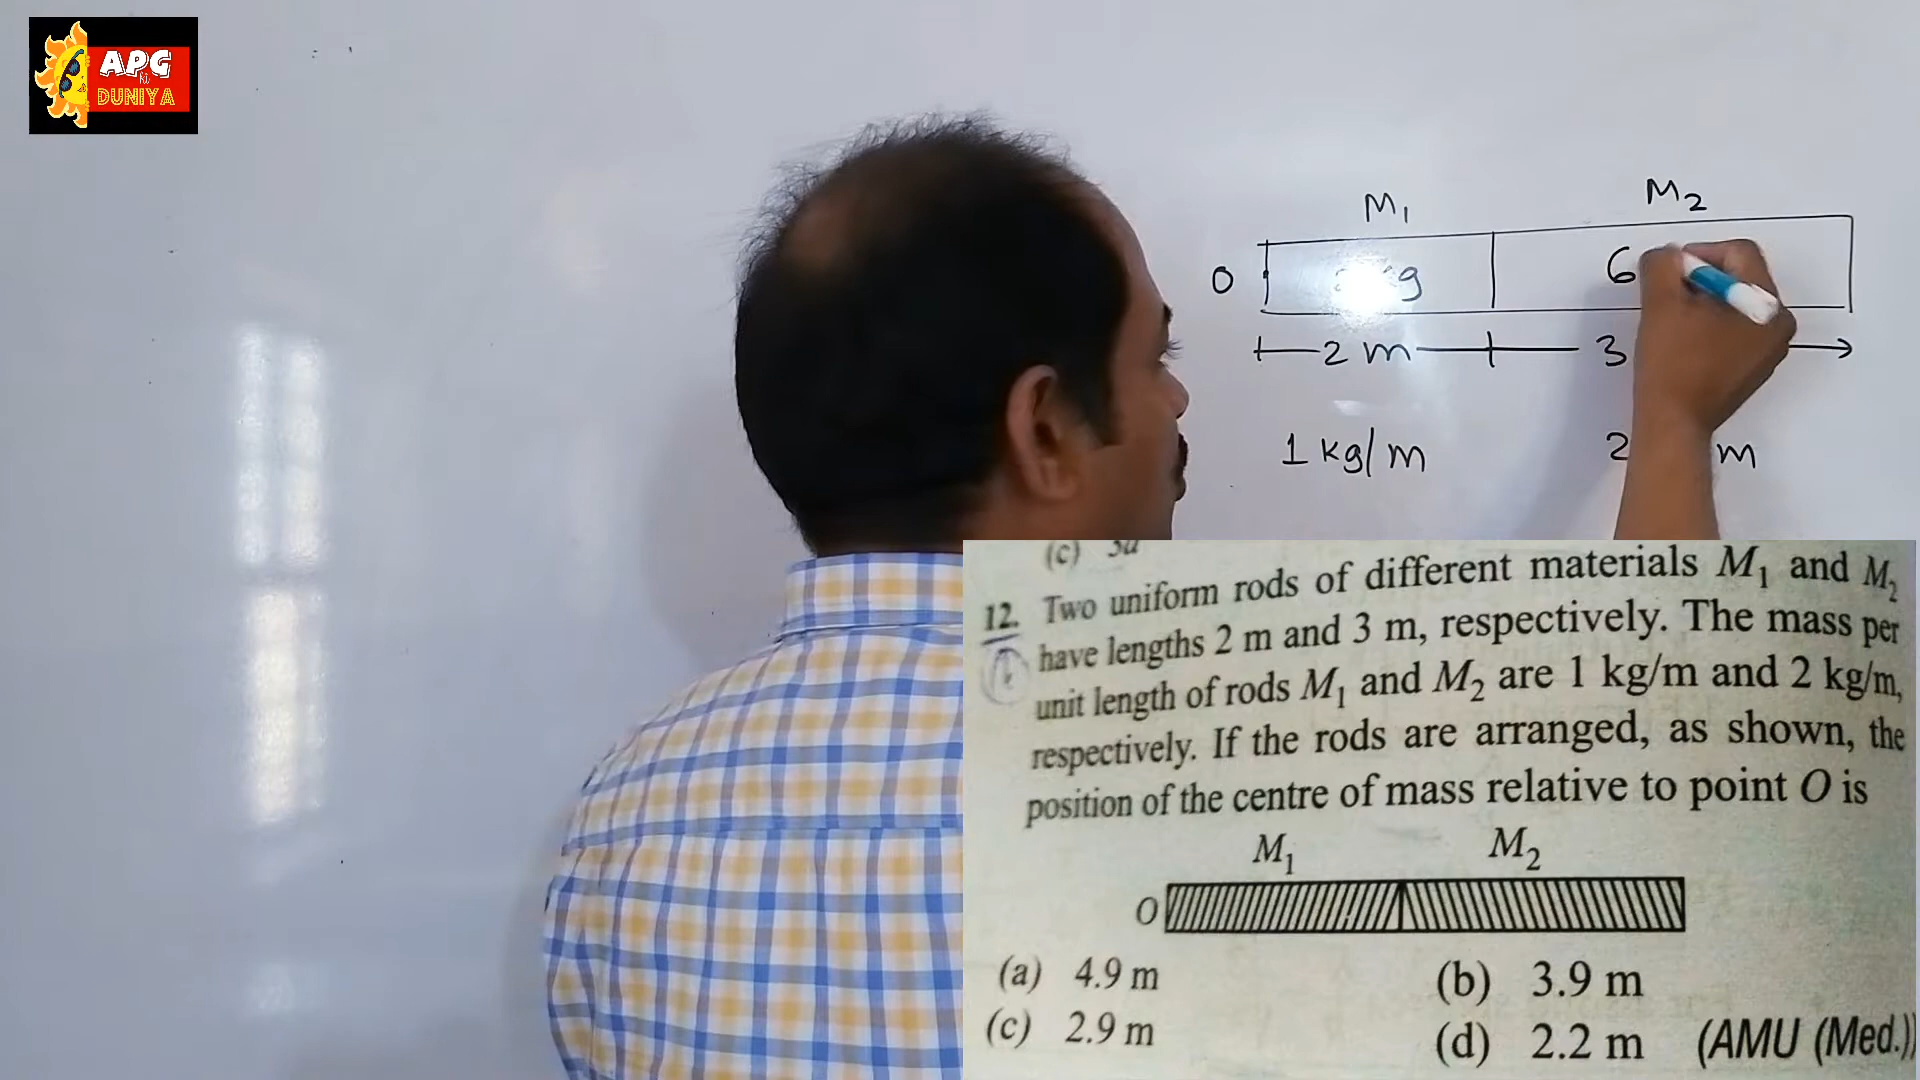 APG
ki
DUNIYA
M1 M2
O g 6
2 m 3
1 kg/m 2 m
(c) 3a
12. Two uniform rods of different materials M1 and M2
have lengths 2 m and 3 m, respectively. The mass per
unit length of rods M1 and M2 are 1 kg/m and 2 kg/m,
respectively. If the rods are arranged, as shown, the
position of the centre of mass relative to point O is
M1 M2
O
(a) 4.9 m (b) 3.9 m
(c) 2.9 m (d) 2.2 m (AMU (Med.))